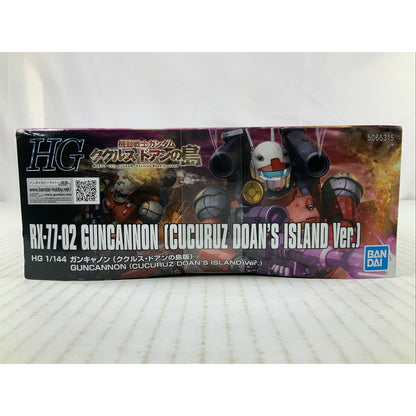 HG
機動戦士ガンダム
ククルス・ドアンの島
5065315
RX-77-02 GUNCANNON (CUCURUZ DOAN'S ISLAND Ver.)
HG 1/144 ガンキャノン (ククルス・ドアンの島版)
GUNCANNON (CUCURUZ DOAN'S ISLAND Ver.)
BAN
DAI